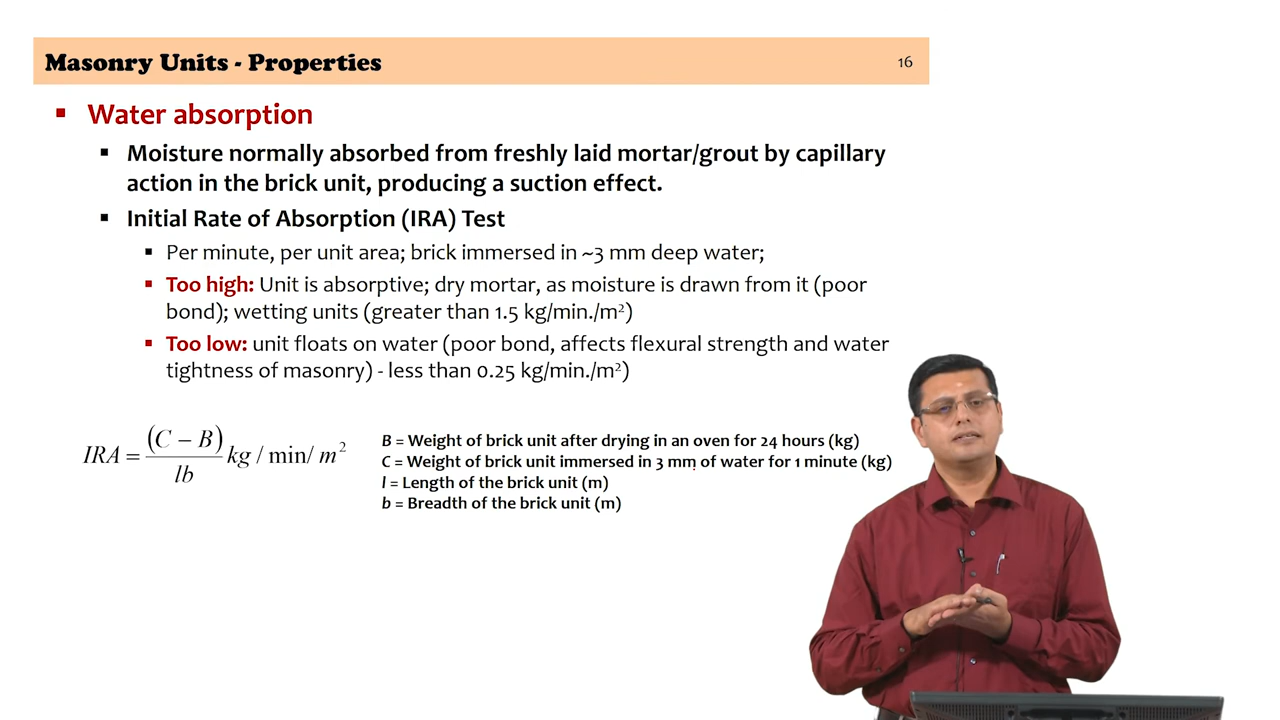 Masonry Units - Properties
16
▪ Water absorption
▪ Moisture normally absorbed from freshly laid mortar/grout by capillary
action in the brick unit, producing a suction effect.
▪ Initial Rate of Absorption (IRA) Test
▪ Per minute, per unit area; brick immersed in ~3 mm deep water;
▪ Too high: Unit is absorptive; dry mortar, as moisture is drawn from it (poor
bond); wetting units (greater than 1.5 kg/min./m²)
▪ Too low: unit floats on water (poor bond, affects flexural strength and water
tightness of masonry) - less than 0.25 kg/min./m²)
IRA = (C − B) / lb kg / min/ m²
B = Weight of brick unit after drying in an oven for 24 hours (kg)
C = Weight of brick unit immersed in 3 mm of water for 1 minute (kg)
l = Length of the brick unit (m)
b = Breadth of the brick unit (m)